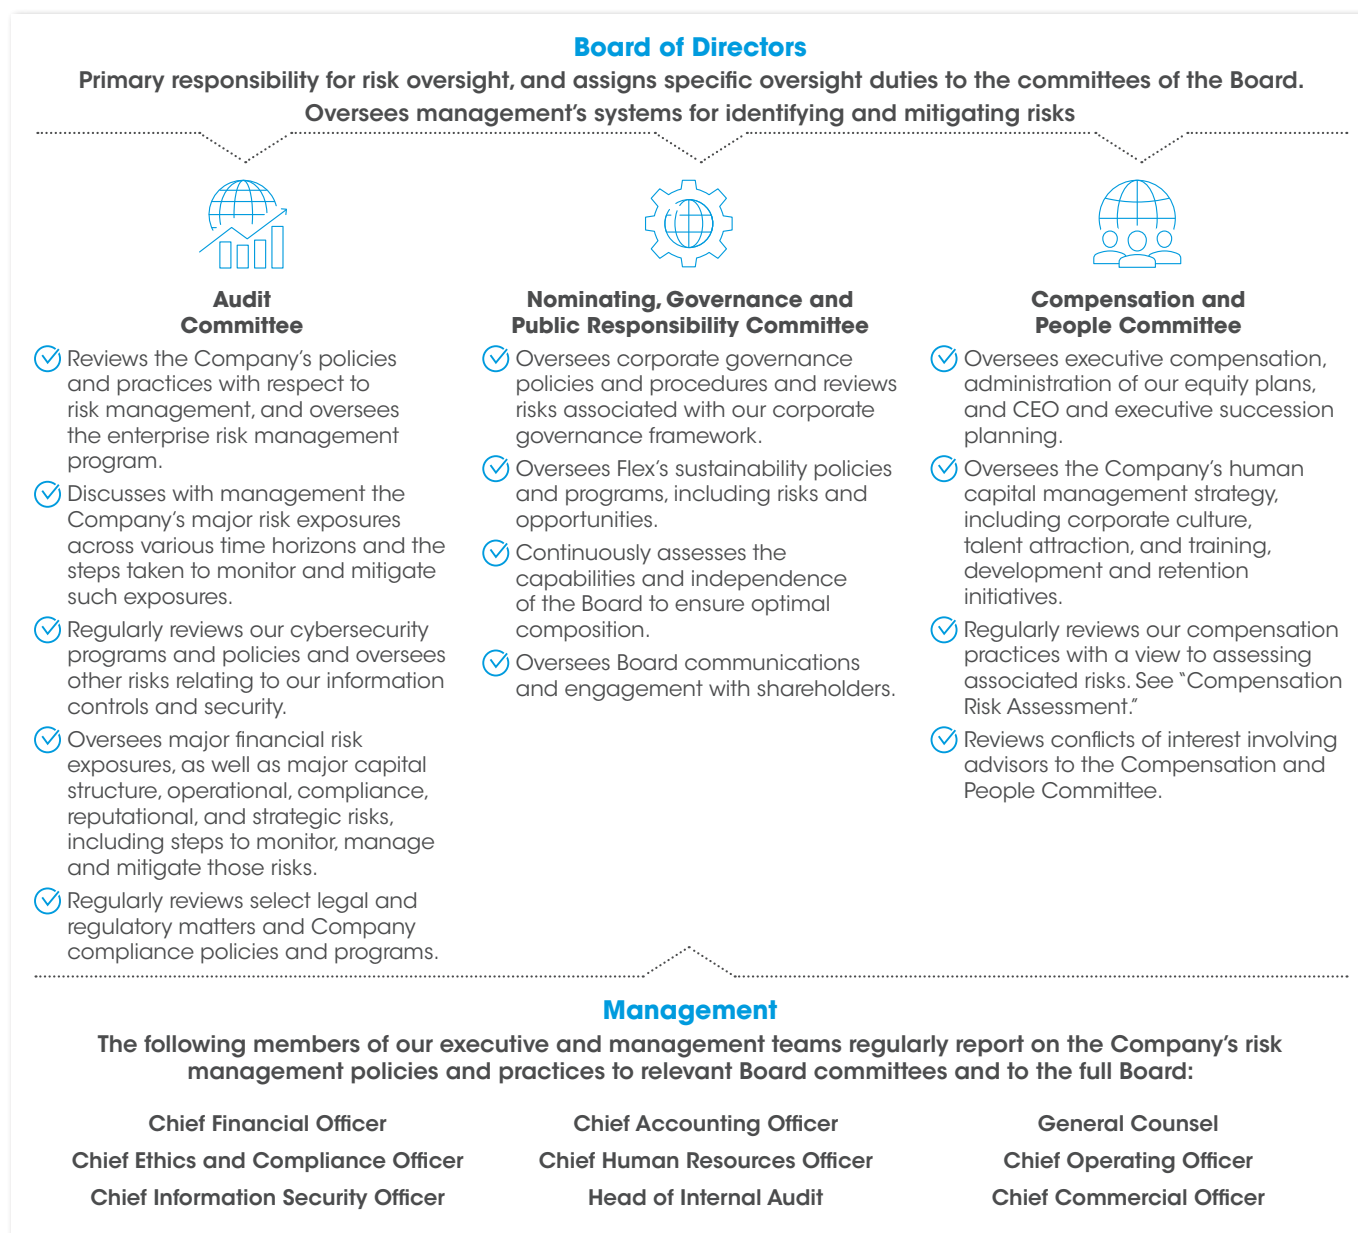 Board of Directors
Primary responsibility for risk oversight, and assigns specific oversight duties to the committees of the Board.
Oversees management's systems for identifying and mitigating risks
Audit
Committee
Reviews the Company's policies
and practices with respect to
risk management, and oversees
the enterprise risk management
program.
Discusses with management the
Company's major risk exposures
across various time horizons and the
steps taken to monitor and mitigate
such exposures.
Regularly reviews our cybersecurity
programs and policies and oversees
other risks relating to our information
controls and security.
Oversees major financial risk
exposures, as well as major capital
structure, operational, compliance,
reputational, and strategic risks,
including steps to monitor, manage
and mitigate those risks.
Regularly reviews select legal and
regulatory matters and Company
compliance policies and programs.
Nominating, Governance and
Public Responsibility Committee
Oversees corporate governance
policies and procedures and reviews
risks associated with our corporate
governance framework.
Oversees Flex's sustainability policies
and programs, including risks and
opportunities.
Continuously assesses the
capabilities and independence
of the Board to ensure optimal
composition.
Oversees Board communications
and engagement with shareholders.
Compensation and
People Committee
Oversees executive compensation,
administration of our equity plans,
and CEO and executive succession
planning.
Oversees the Company's human
capital management strategy,
including corporate culture,
talent attraction, and training,
development and retention
initiatives.
Regularly reviews our compensation
practices with a view to assessing
associated risks. See "Compensation
Risk Assessment."
Reviews conflicts of interest involving
advisors to the Compensation and
People Committee.
Management
The following members of our executive and management teams regularly report on the Company's risk
management policies and practices to relevant Board committees and to the full Board:
Chief Financial Officer
Chief Accounting Officer
General Counsel
Chief Ethics and Compliance Officer
Chief Human Resources Officer
Chief Operating Officer
Chief Information Security Officer
Head of Internal Audit
Chief Commercial Officer